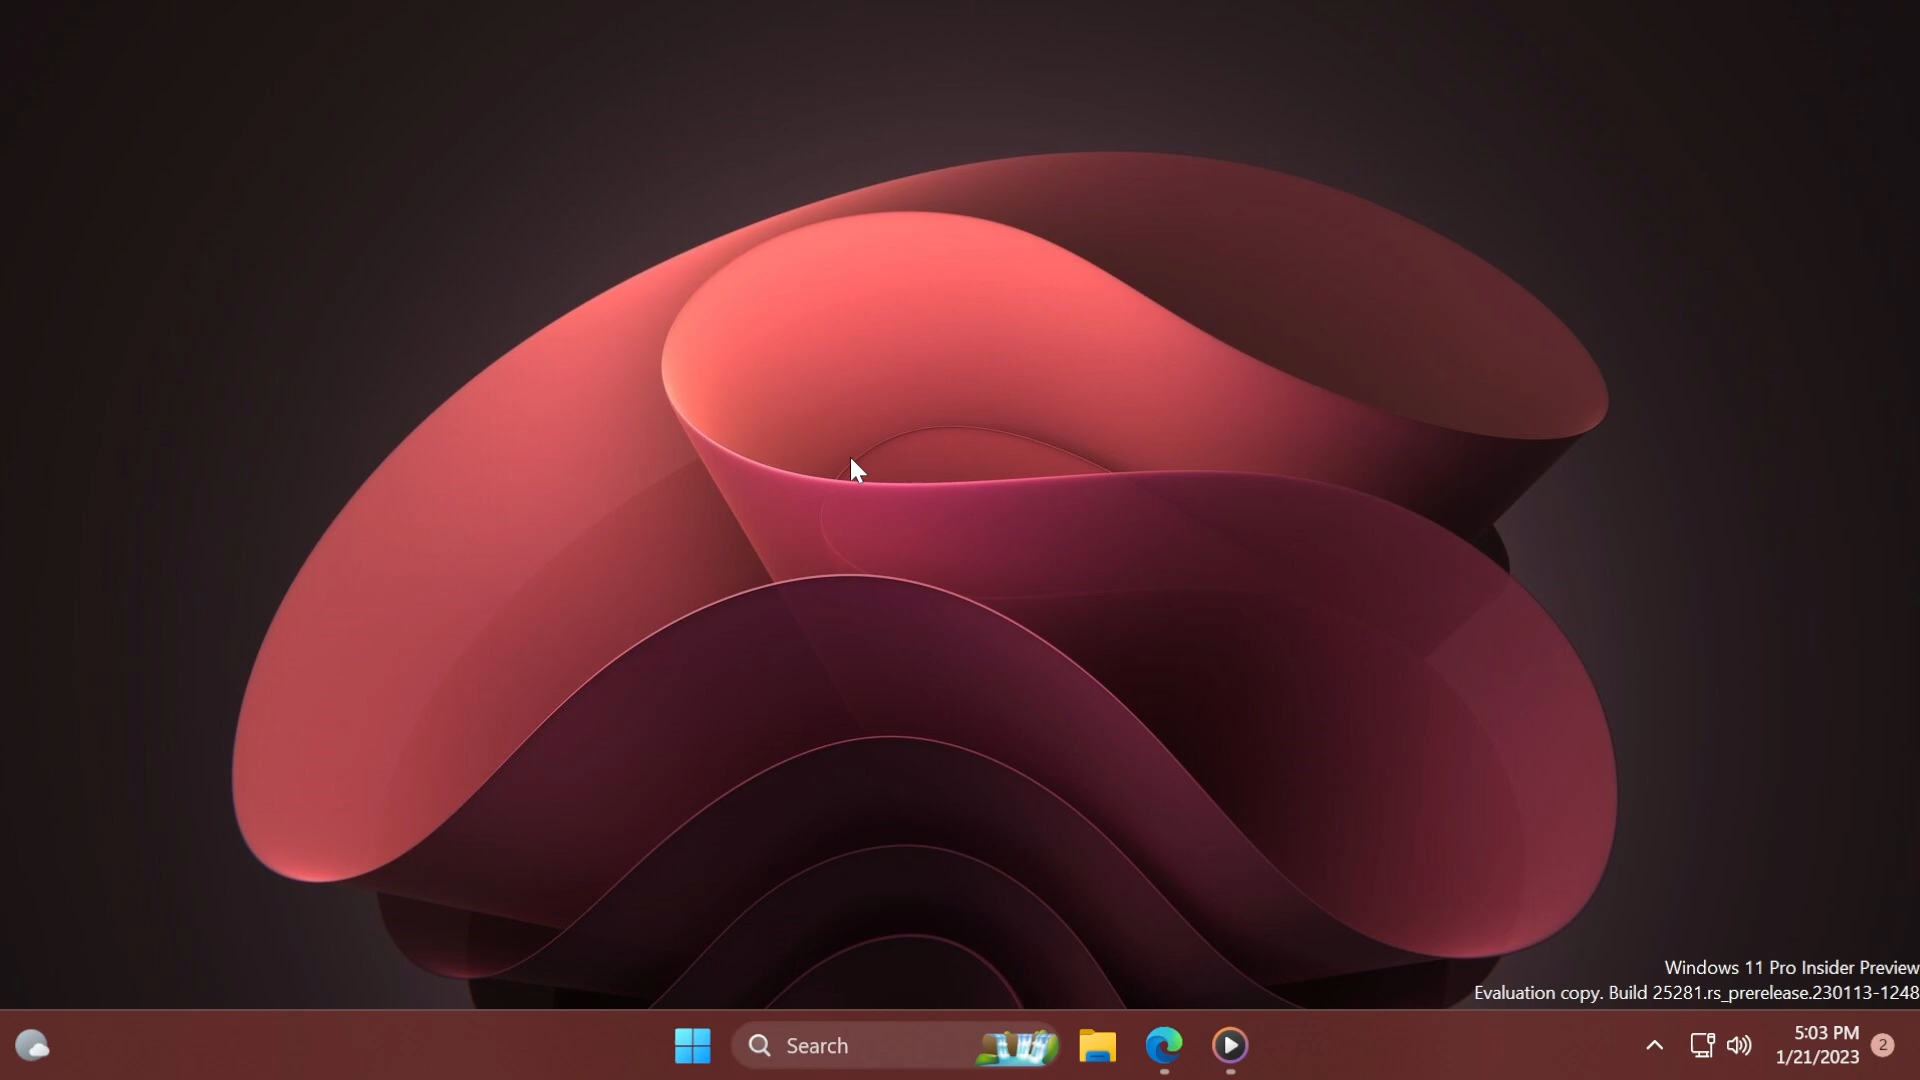 Windows 11 Pro Insider Preview
Evaluation copy. Build 25281.rs_prerelease.230113-1248
Search
5:03 PM
1/21/2023
2